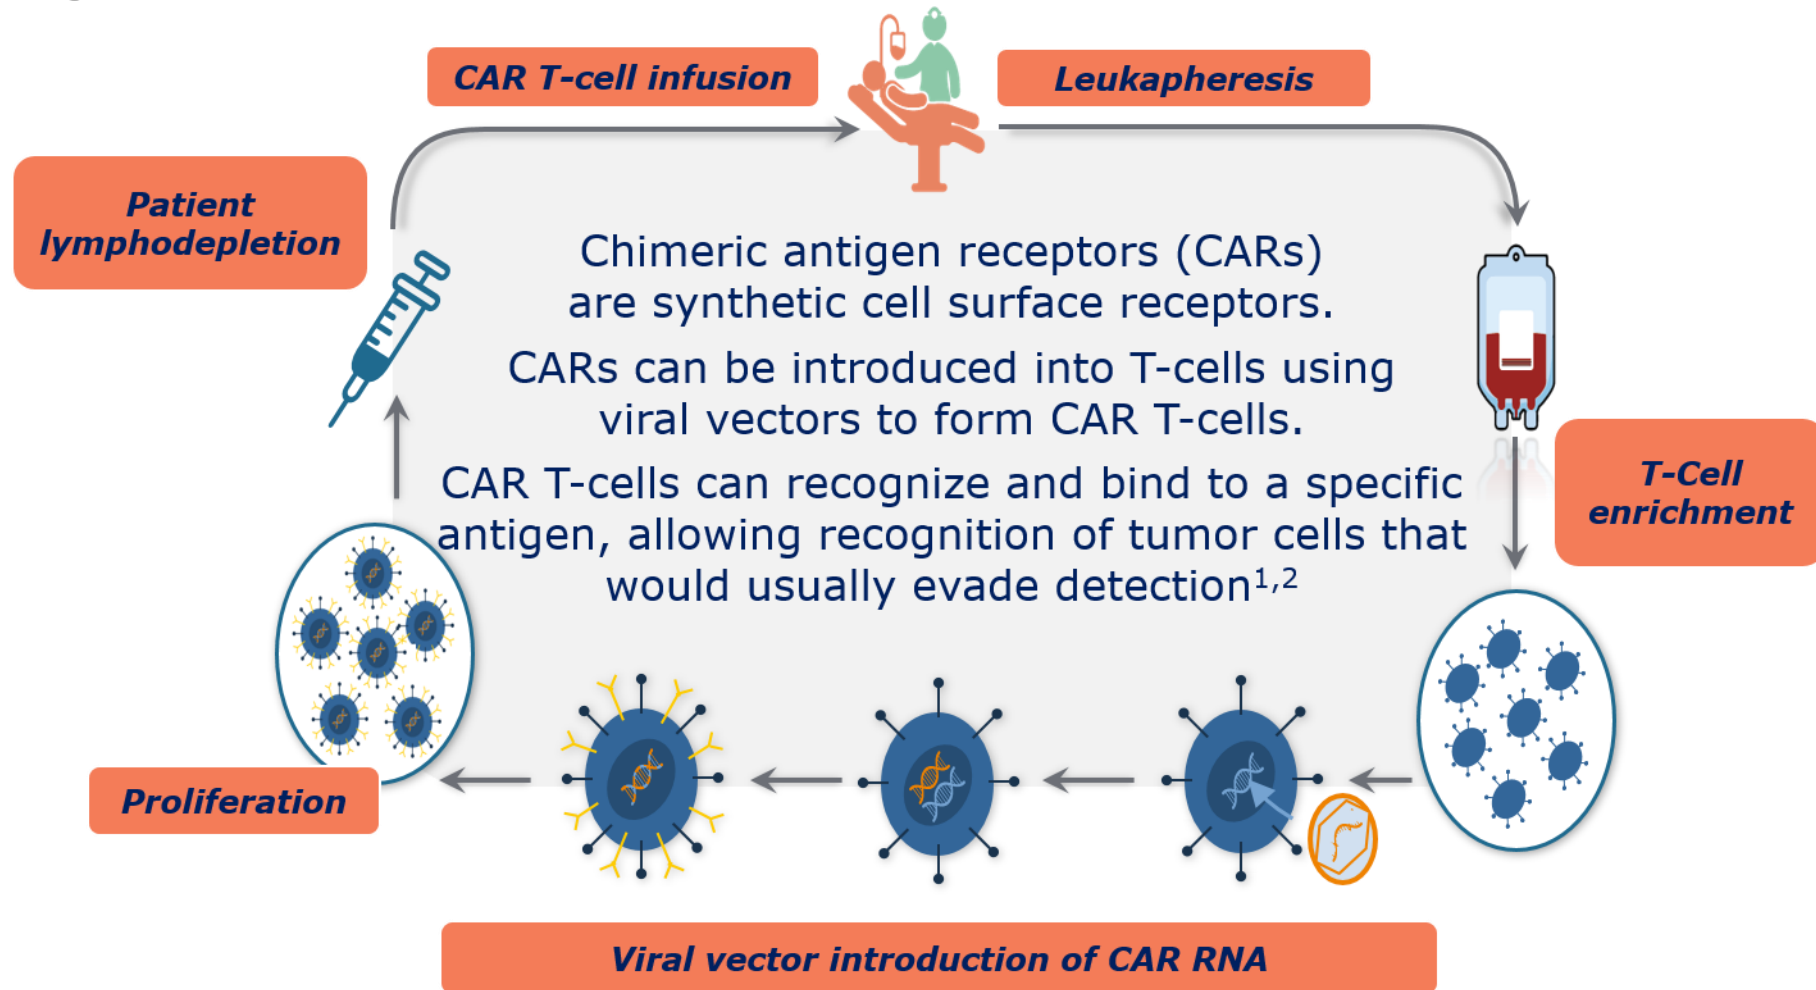 CAR T-cell infusion
Leukapheresis
Patient
lymphodepletion
Chimeric antigen receptors (CARs)
are synthetic cell surface receptors.
CARs can be introduced into T-cells using
viral vectors to form CAR T-cells.
CAR T-cells can recognize and bind to a specific
antigen, allowing recognition of tumor cells that
would usually evade detection¹,²
T-Cell
enrichment
Proliferation
Viral vector introduction of CAR RNA